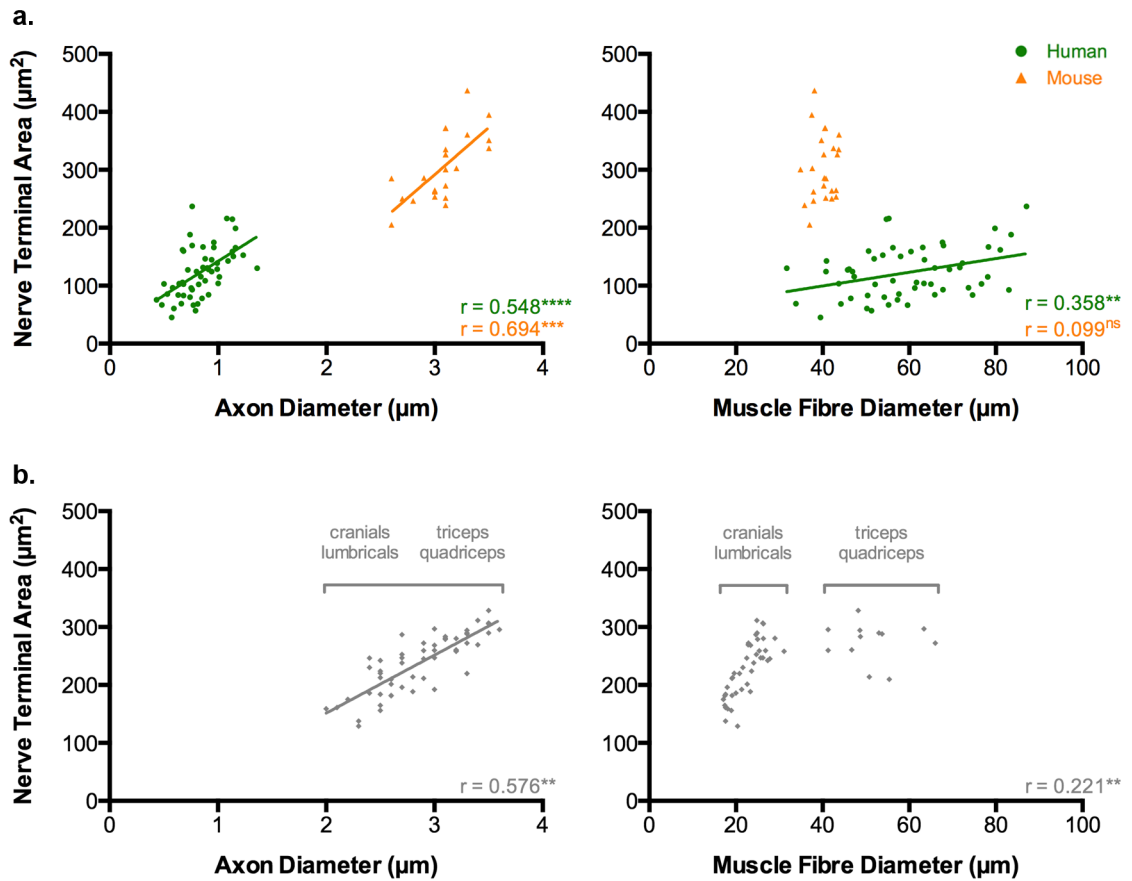 a.
Nerve Terminal Area (µm²)
500
400
300
200
100
0
0 1 2 3 4
Axon Diameter (µm)
r = 0.548****
r = 0.694***
500
400
300
200
100
0
0 20 40 60 80 100
Muscle Fibre Diameter (µm)
Human
Mouse
r = 0.358**
r = 0.099ns
b.
Nerve Terminal Area (µm²)
500
400
300
200
100
0
0 1 2 3 4
Axon Diameter (µm)
cranials
lumbricals
triceps
quadriceps
r = 0.576**
500
400
300
200
100
0
0 20 40 60 80 100
Muscle Fibre Diameter (µm)
cranials
lumbricals
triceps
quadriceps
r = 0.221**